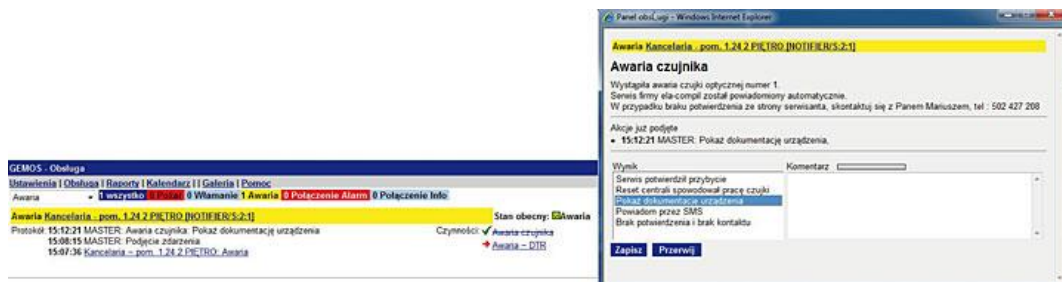 GEMOS - Obsługa
Ustawienia | Obsługa | Raporty | Kalendarz | | Galeria | Pomoc
Awaria 1 wszystko 0 Pożar 0 Włamanie 1 Awaria 0 Połączenie Alarm 0 Połączenie Info
Awaria Kancelaria - pom. 1.24 2 PIĘTRO [NOTIFIER/S:2:1] Stan obecny: Awaria
Protokół: 15:12:21 MASTER: Awaria czujnika: Pokaż dokumentację urządzenia Czynności: Awaria czujnika
15:08:15 MASTER: Podjęcie zdarzenia Awaria – DTR
15:07:36 Kancelaria – pom. 1.24 2 PIĘTRO: Awaria
Panel obsługi - Windows Internet Explorer
Awaria Kancelaria - pom. 1.24 2 PIĘTRO [NOTIFIER/S:2:1]
Awaria czujnika
Wystąpiła awaria czujki optycznej numer 1.
Serwis firmy ela-compil został powiadomiony automatycznie.
W przypadku braku potwierdzenia ze strony serwisanta, skontaktuj się z Panem Mariuszem, tel : 502 427 208
Akcje już podjęte
• 15:12:21 MASTER: Pokaż dokumentację urządzenia,
Wynik Komentarz
Serwis potwierdził przybycie
Reset centrali spowodował pracę czujki
Pokaż dokumentację urządzenia
Powiadom przez SMS
Brak potwierdzenia i brak kontaktu
Zapisz Przerwij